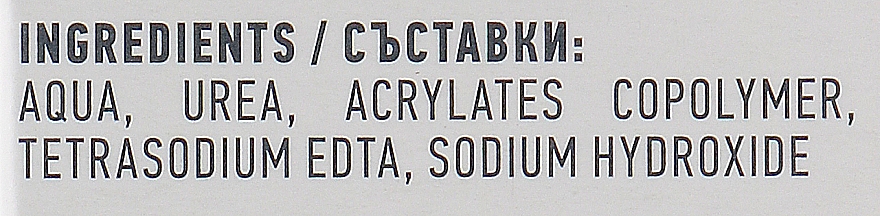 INGREDIENTS / СЪСТАВКИ:
AQUA, UREA, ACRYLATES COPOLYMER,
TETRASODIUM EDTA, SODIUM HYDROXIDE